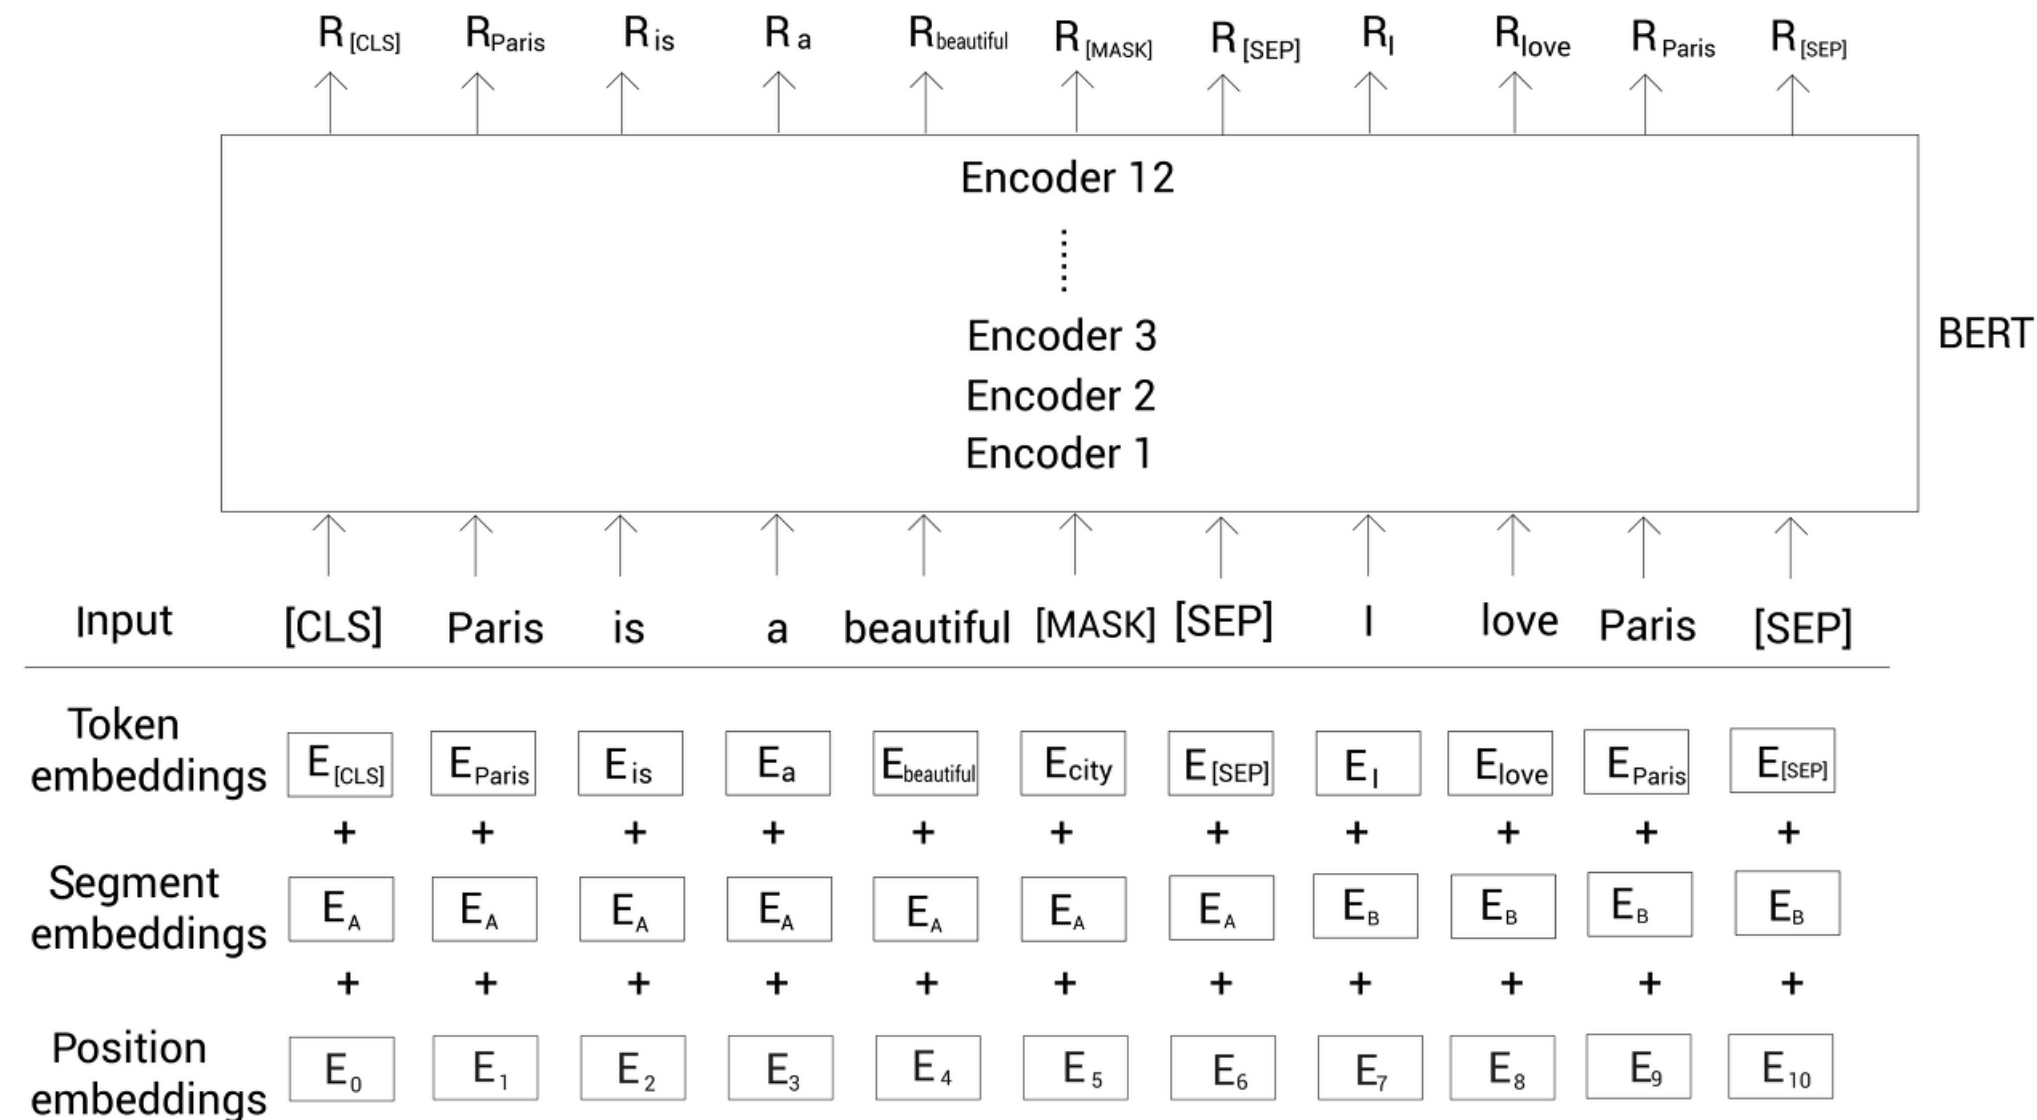 R[CLS] RParis Ris Ra Rbeautiful R[MASK] R[SEP] RI Rlove RParis R[SEP]
Encoder 12
Encoder 3
BERT
Encoder 2
Encoder 1
Input [CLS] Paris is a beautiful [MASK] [SEP] I love Paris [SEP]
Token
embeddings E[CLS] EParis Eis Ea Ebeautiful Ecity E[SEP] EI Elove EParis E[SEP]
+ + + + + + + + + + +
Segment
embeddings EA EA EA EA EA EA EA EB EB EB EB
+ + + + + + + + + + +
Position
embeddings E0 E1 E2 E3 E4 E5 E6 E7 E8 E9 E10